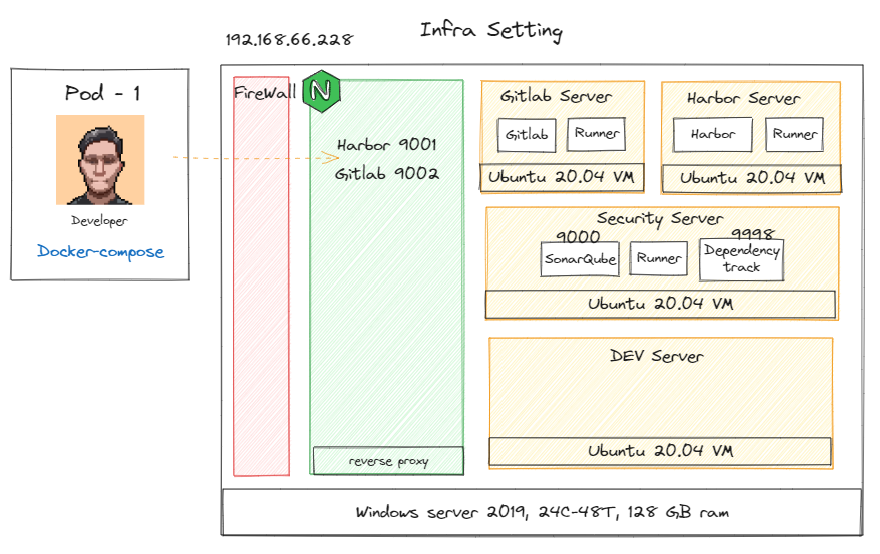 Infra Setting
192.168.66.228
Pod - 1
Developer
Docker-compose
FireWall
N
Harbor 9001
Gitlab 9002
reverse proxy
Gitlab Server
Gitlab
Runner
Ubuntu 20.04 VM
Harbor Server
Harbor
Runner
Ubuntu 20.04 VM
Security Server
9000
9998
SonarQube
Runner
Dependency
track
Ubuntu 20.04 VM
DEV Server
Ubuntu 20.04 VM
Windows server 2019, 24C-48T, 128 GB ram